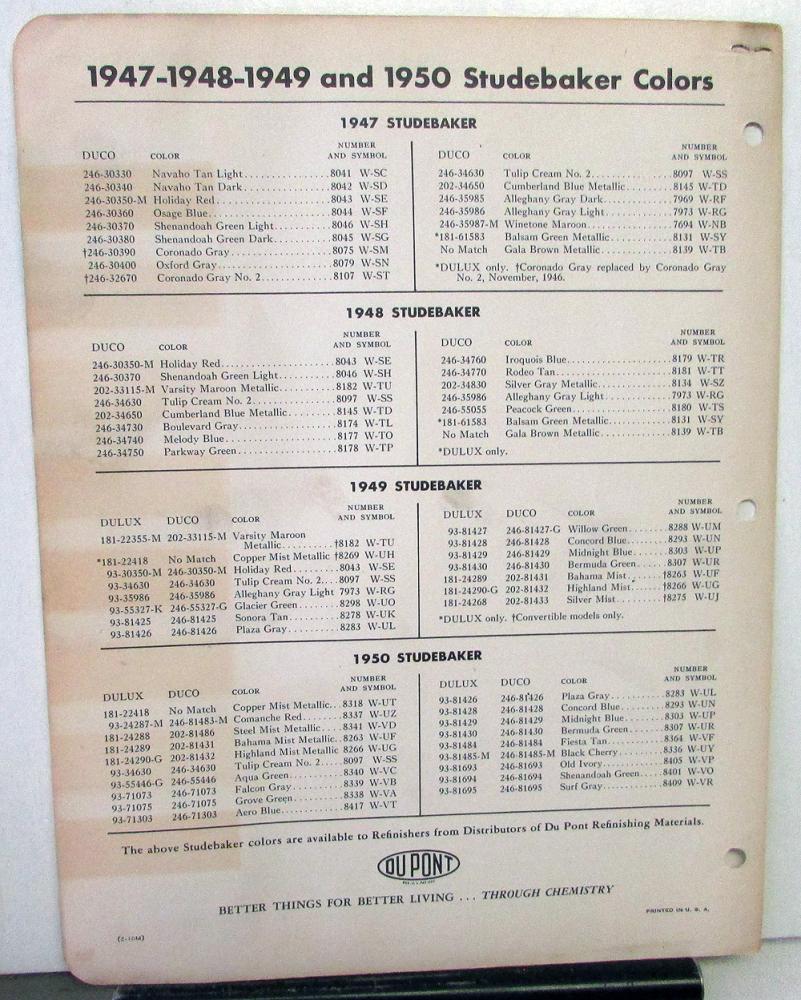 1947-1948-1949 and 1950 Studebaker Colors
1947 STUDEBAKER
DUCO COLOR NUMBER AND SYMBOL
246-30330 Navaho Tan Light 8041 W-SC
246-30340 Navaho Tan Dark 8042 W-SD
246-30350-M Holiday Red 8043 W-SE
246-30360 Osage Blue 8044 W-SF
246-30370 Shenandoah Green Light 8046 W-SH
246-30380 Shenandoah Green Dark 8045 W-SG
†246-30390 Coronado Gray 8075 W-SM
246-30400 Oxford Gray 8079 W-SN
†246-32670 Coronado Gray No. 2 8107 W-ST
DUCO COLOR NUMBER AND SYMBOL
246-34630 Tulip Cream No. 2 8097 W-SS
202-34650 Cumberland Blue Metallic 8145 W-TD
246-35985 Alleghany Gray Dark 7969 W-RF
246-35986 Alleghany Gray Light 7973 W-RG
246-35987-M Winetone Maroon 7694 W-NB
*181-61583 Balsam Green Metallic 8131 W-SY
No Match Gala Brown Metallic 8139 W-TB
*DULUX only. †Coronado Gray replaced by Coronado Gray
No. 2, November, 1946.
1948 STUDEBAKER
DUCO COLOR NUMBER AND SYMBOL
246-30350-M Holiday Red 8043 W-SE
246-30370 Shenandoah Green Light 8046 W-SH
202-33115-M Varsity Maroon Metallic 8182 W-TU
246-34630 Tulip Cream No. 2 8097 W-SS
202-34650 Cumberland Blue Metallic 8145 W-TD
246-34730 Boulevard Gray 8174 W-TL
246-34740 Melody Blue 8177 W-TO
246-34750 Parkway Green 8178 W-TP
DUCO COLOR NUMBER AND SYMBOL
246-34760 Iroquois Blue 8179 W-TR
246-34770 Rodeo Tan 8181 W-TT
202-34830 Silver Gray Metallic 8134 W-SZ
246-35986 Alleghany Gray Light 7973 W-RG
246-55055 Peacock Green 8180 W-TS
*181-61583 Balsam Green Metallic 8131 W-SY
No Match Gala Brown Metallic 8139 W-TB
*DULUX only.
1949 STUDEBAKER
DULUX DUCO COLOR NUMBER AND SYMBOL
181-22355-M 202-33115-M Varsity Maroon
Metallic †8182 W-TU
*181-22418 No Match Copper Mist Metallic †8269 W-UH
93-30350-M 246-30350-M Holiday Red 8043 W-SE
93-34630 246-34630 Tulip Cream No. 2 8097 W-SS
93-35986 246-35986 Alleghany Gray Light 7973 W-RG
93-55327-K 246-55327-G Glacier Green 8298 W-UO
93-81425 246-81425 Sonora Tan 8278 W-UK
93-81426 246-81426 Plaza Gray 8283 W-UL
DULUX DUCO COLOR NUMBER AND SYMBOL
93-81427 246-81427-G Willow Green 8288 W-UM
93-81428 246-81428 Concord Blue 8293 W-UN
93-81429 246-81429 Midnight Blue 8303 W-UP
93-81430 246-81430 Bermuda Green 8307 W-UR
181-24289 202-81431 Bahama Mist †8263 W-UF
181-24290-G 202-81432 Highland Mist †8266 W-UG
181-24268 202-81433 Silver Mist †8275 W-UJ
*DULUX only. †Convertible models only.
1950 STUDEBAKER
DULUX DUCO COLOR NUMBER AND SYMBOL
181-22418 No Match Copper Mist Metallic 8318 W-UT
93-24287-M 246-81483-M Comanche Red 8337 W-UZ
181-24288 202-81486 Steel Mist Metallic 8341 W-VD
181-24289 202-81431 Bahama Mist Metallic 8263 W-UF
181-24290-G 202-81432 Highland Mist Metallic 8266 W-UG
93-34630 246-34630 Tulip Cream No. 2 8097 W-SS
93-55446-G 246-55446 Aqua Green 8340 W-VC
93-71073 246-71073 Falcon Gray 8339 W-VB
93-71075 246-71075 Grove Green 8338 W-VA
93-71303 246-71303 Aero Blue 8417 W-VT
DULUX DUCO COLOR NUMBER AND SYMBOL
93-81426 246-81426 Plaza Gray 8283 W-UL
93-81428 246-81428 Concord Blue 8293 W-UN
93-81429 246-81429 Midnight Blue 8303 W-UP
93-81430 246-81430 Bermuda Green 8307 W-UR
93-81484 246-81484 Fiesta Tan 8364 W-VF
93-81485-M 246-81485-M Black Cherry 8336 W-UY
93-81693 246-81693 Old Ivory 8405 W-VP
93-81694 246-81694 Shenandoah Green 8401 W-VO
93-81695 246-81695 Surf Gray 8409 W-VR
The above Studebaker colors are available to Refinishers from Distributors of Du Pont Refinishing Materials.
DU PONT
BETTER THINGS FOR BETTER LIVING ... THROUGH CHEMISTRY
PRINTED IN U. S. A.